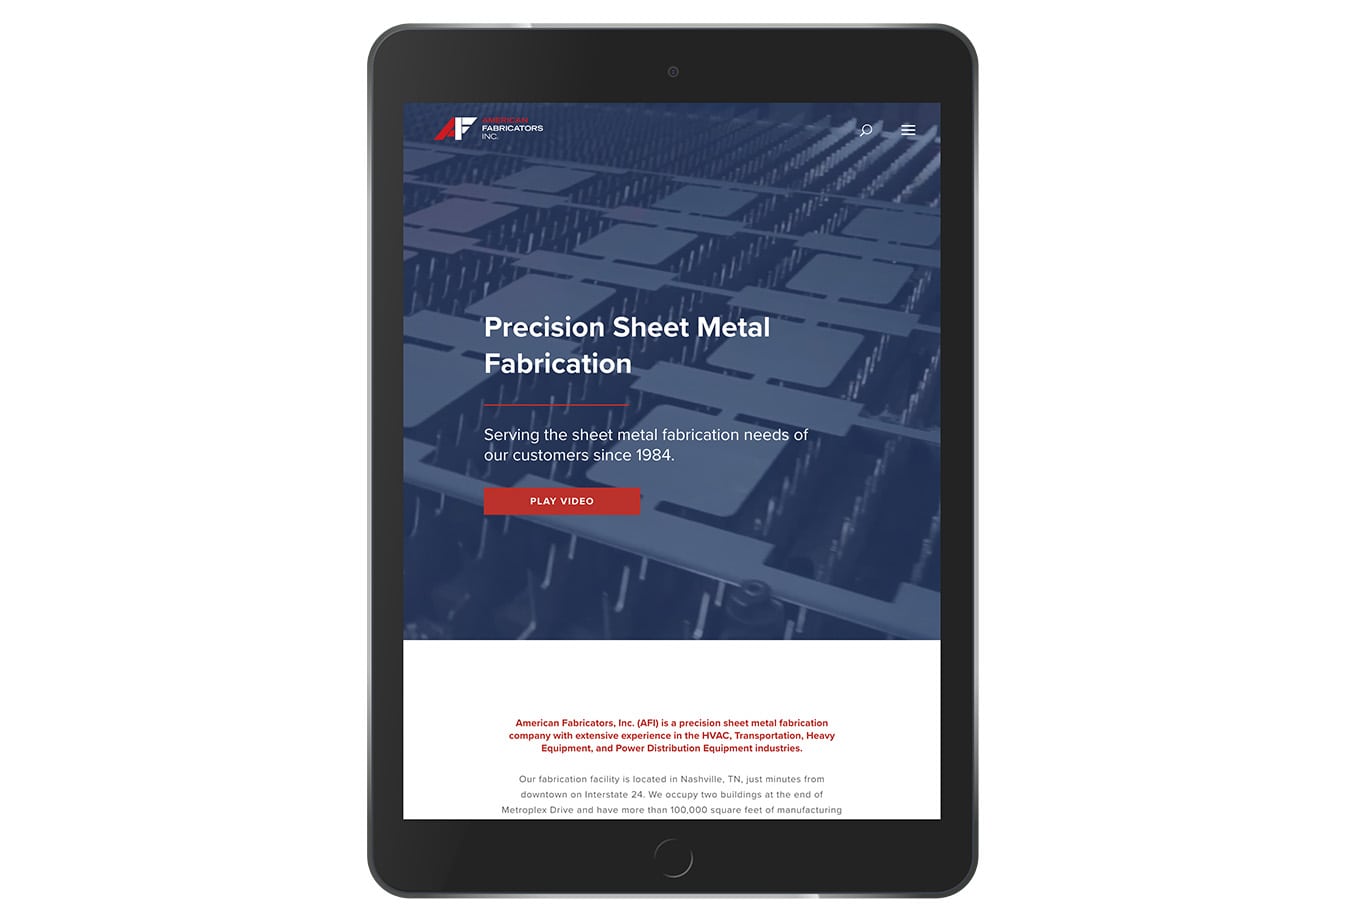 AF AMERICAN
FABRICATORS
INC.
Precision Sheet Metal
Fabrication
Serving the sheet metal fabrication needs of
our customers since 1984.
PLAY VIDEO
American Fabricators, Inc. (AFI) is a precision sheet metal fabrication
company with extensive experience in the HVAC, Transportation, Heavy
Equipment, and Power Distribution Equipment industries.
Our fabrication facility is located in Nashville, TN, just minutes from
downtown on Interstate 24. We occupy two buildings at the end of
Metroplex Drive and have more than 100,000 square feet of manufacturing